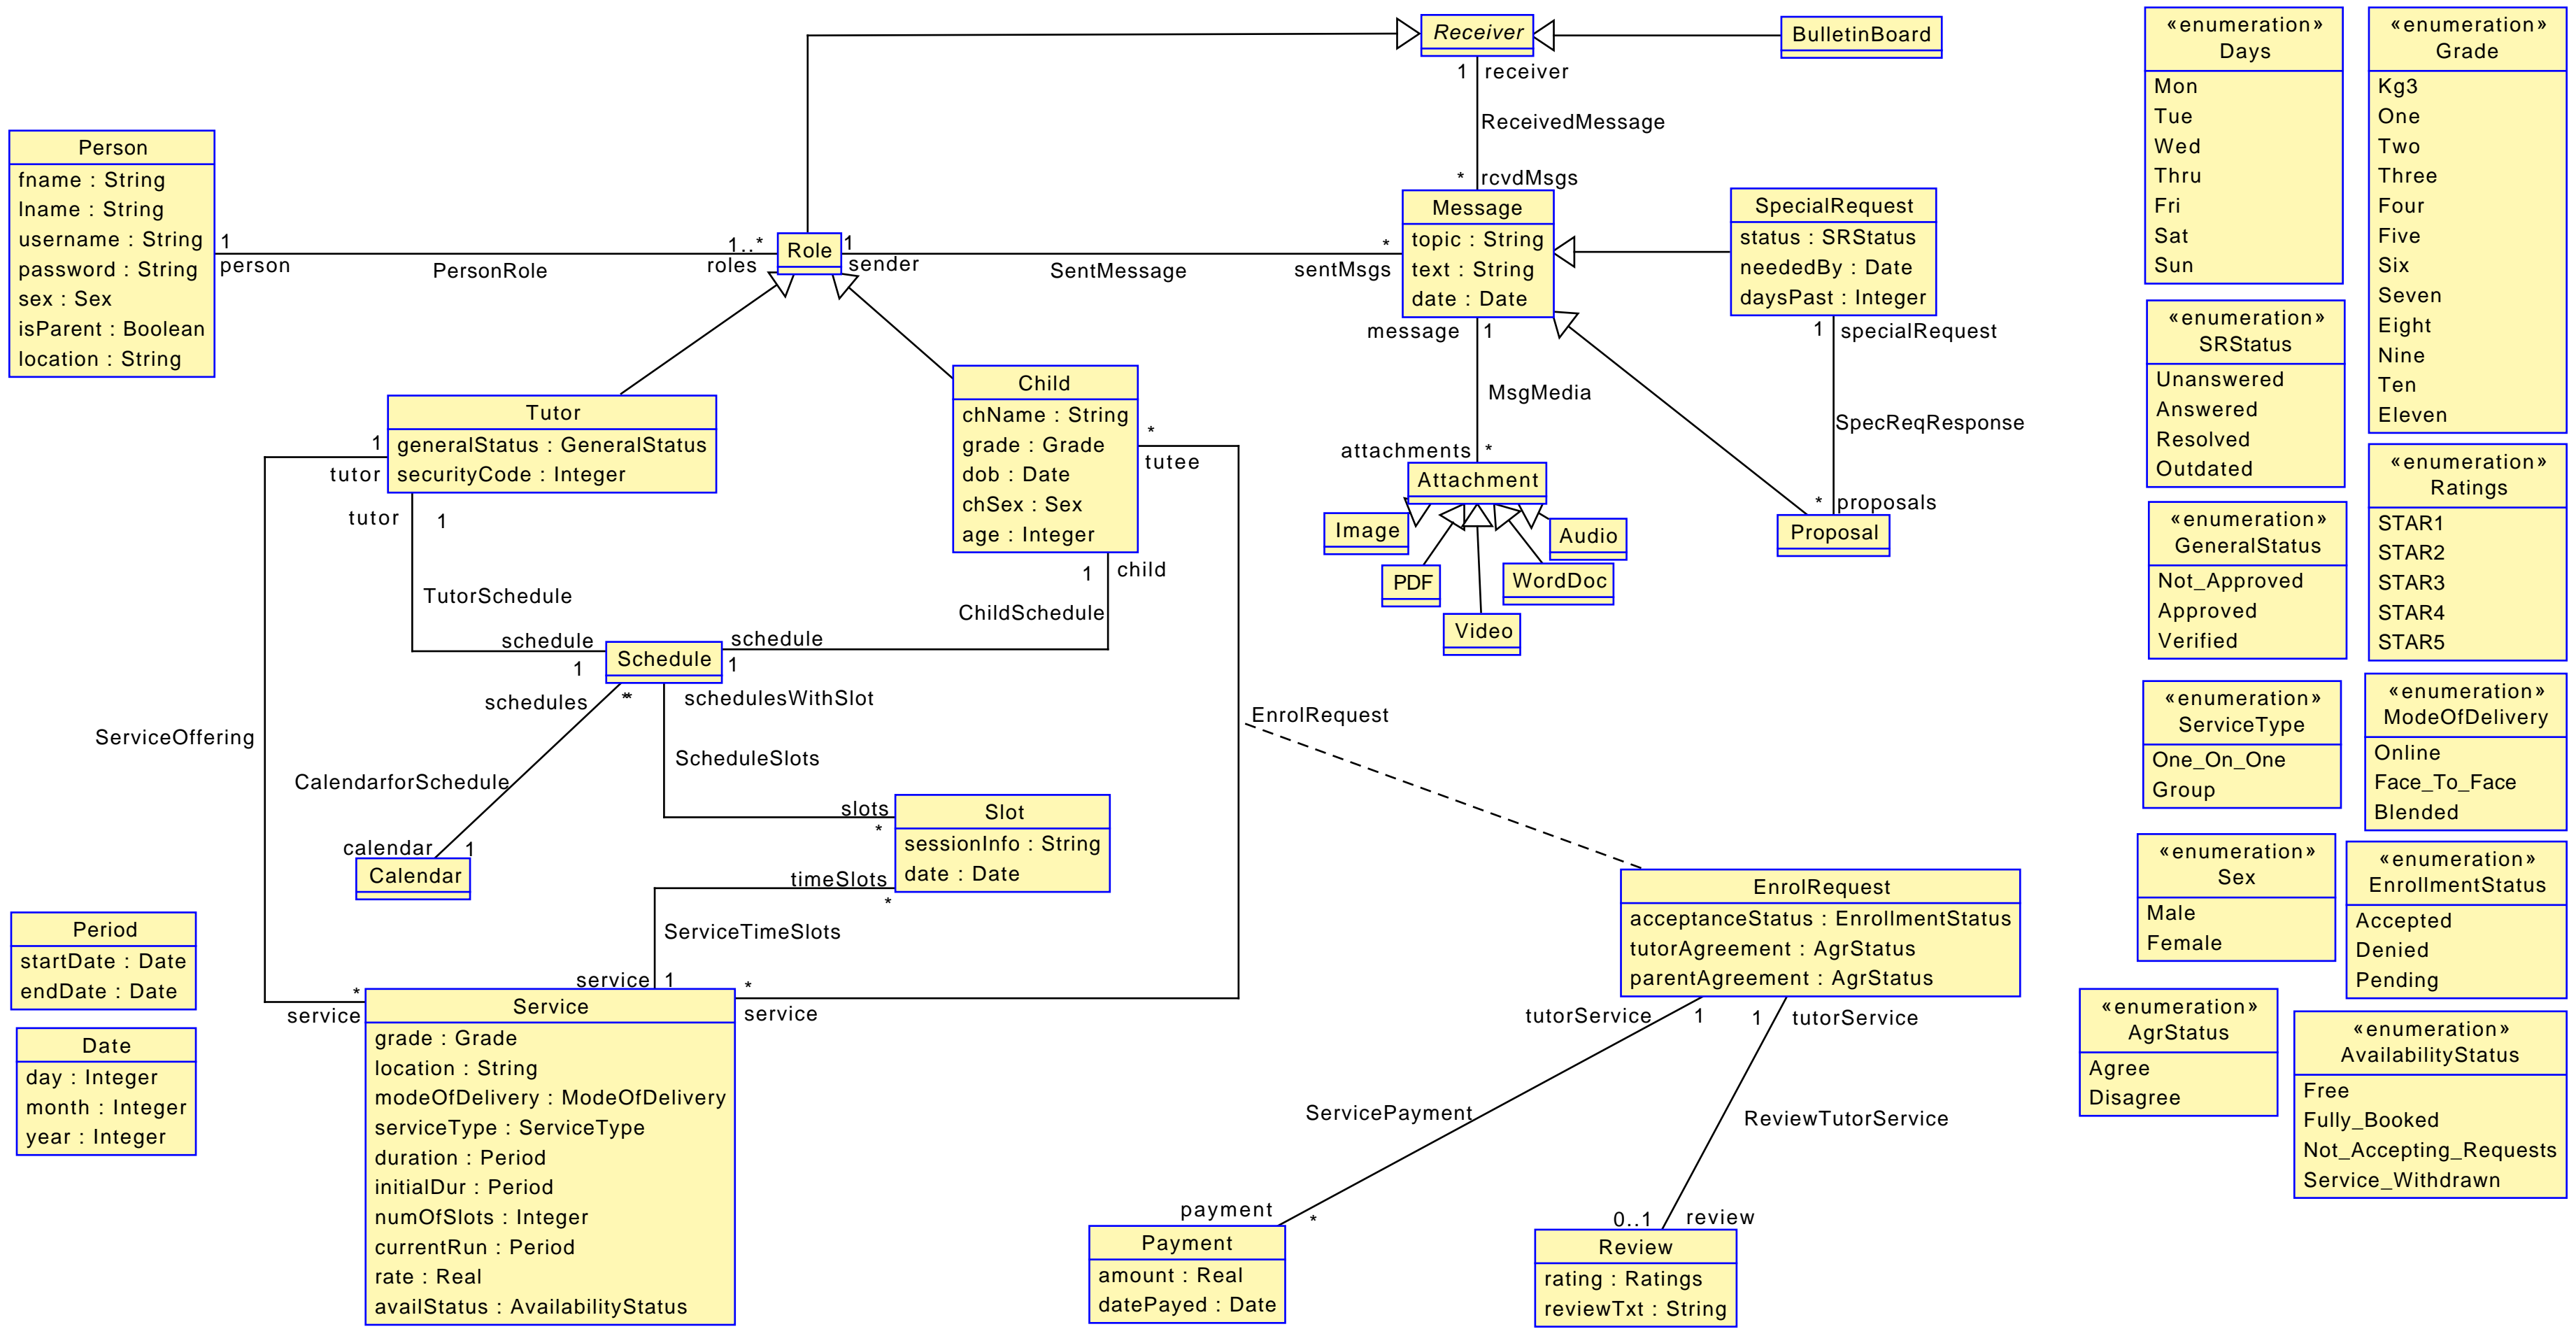 Receiver
BulletinBoard
1 receiver
ReceivedMessage
* rcvdMsgs
Person
fname : String
lname : String
username : String
password : String
sex : Sex
isParent : Boolean
location : String
1
person
PersonRole
1..*
roles
Role
1
sender
SentMessage
*
sentMsgs
Message
topic : String
text : String
date : Date
SpecialRequest
status : SRStatus
neededBy : Date
daysPast : Integer
message 1
1 specialRequest
MsgMedia
SpecReqResponse
attachments *
* proposals
Attachment
Proposal
Image
PDF
Video
WordDoc
Audio
Tutor
generalStatus : GeneralStatus
securityCode : Integer
1
tutor
tutor 1
TutorSchedule
Child
chName : String
grade : Grade
dob : Date
chSex : Sex
age : Integer
*
tutee
1 child
ChildSchedule
schedule
1
schedule
1
Schedule
schedules *
* schedulesWithSlot
ServiceOffering
EnrolRequest
CalendarforSchedule
ScheduleSlots
calendar 1
Calendar
slots
*
Slot
sessionInfo : String
date : Date
timeSlots
*
ServiceTimeSlots
service 1
Period
startDate : Date
endDate : Date
Date
day : Integer
month : Integer
year : Integer
*
service
*
service
Service
grade : Grade
location : String
modeOfDelivery : ModeOfDelivery
serviceType : ServiceType
duration : Period
initialDur : Period
numOfSlots : Integer
currentRun : Period
rate : Real
availStatus : AvailabilityStatus
EnrolRequest
acceptanceStatus : EnrollmentStatus
tutorAgreement : AgrStatus
parentAgreement : AgrStatus
tutorService 1
1 tutorService
ServicePayment
ReviewTutorService
payment *
0..1 review
Payment
amount : Real
datePayed : Date
Review
rating : Ratings
reviewTxt : String
«enumeration»
Days
Mon
Tue
Wed
Thru
Fri
Sat
Sun
«enumeration»
Grade
Kg3
One
Two
Three
Four
Five
Six
Seven
Eight
Nine
Ten
Eleven
«enumeration»
SRStatus
Unanswered
Answered
Resolved
Outdated
«enumeration»
Ratings
STAR1
STAR2
STAR3
STAR4
STAR5
«enumeration»
GeneralStatus
Not_Approved
Approved
Verified
«enumeration»
ServiceType
One_On_One
Group
«enumeration»
ModeOfDelivery
Online
Face_To_Face
Blended
«enumeration»
Sex
Male
Female
«enumeration»
EnrollmentStatus
Accepted
Denied
Pending
«enumeration»
AgrStatus
Agree
Disagree
«enumeration»
AvailabilityStatus
Free
Fully_Booked
Not_Accepting_Requests
Service_Withdrawn